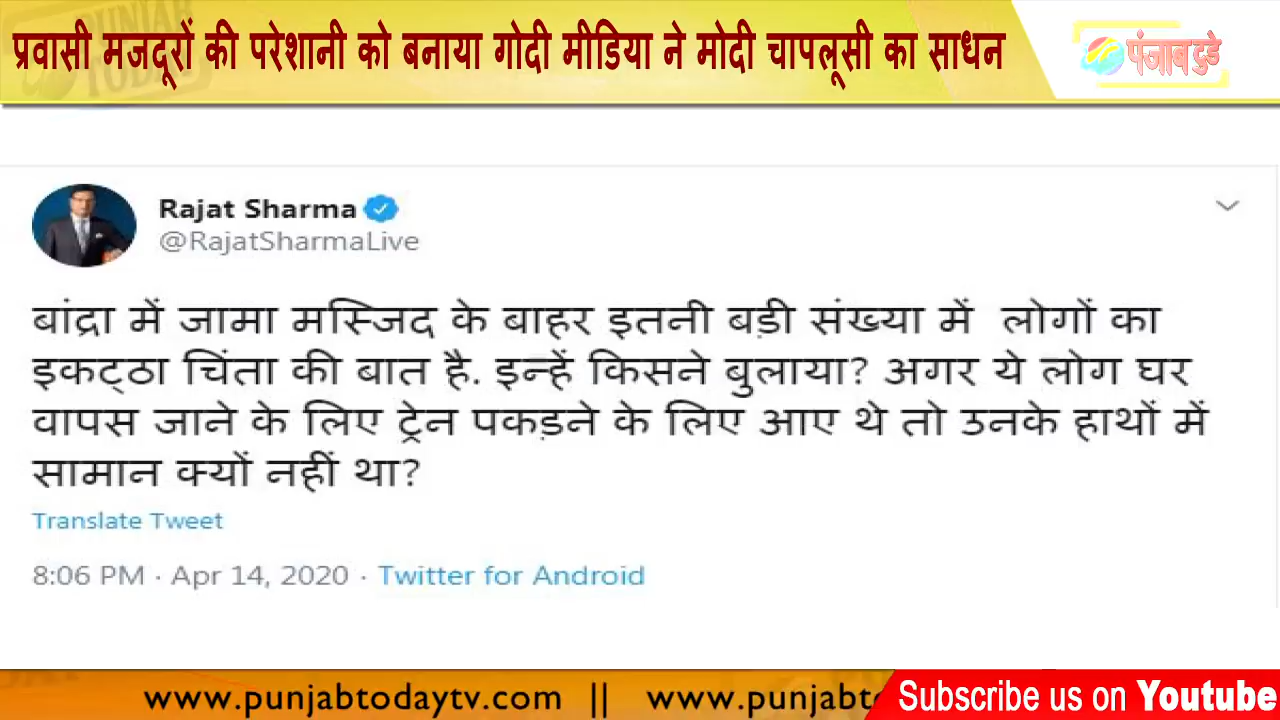 प्रवासी मजदूरों की परेशानी को बनाया गोदी मीडिया ने मोदी चापलूसी का साधन
पंजाब टुडे
Rajat Sharma
@RajatSharmaLive
बांद्रा में जामा मस्जिद के बाहर इतनी बड़ी संख्या में लोगों का
इकट्ठा चिंता की बात है. इन्हें किसने बुलाया? अगर ये लोग घर
वापस जाने के लिए ट्रेन पकड़ने के लिए आए थे तो उनके हाथों में
सामान क्यों नहीं था?
Translate Tweet
8:06 PM · Apr 14, 2020 · Twitter for Android
www.punjabtodaytv.com || www.punjabto
Subscribe us on Youtube